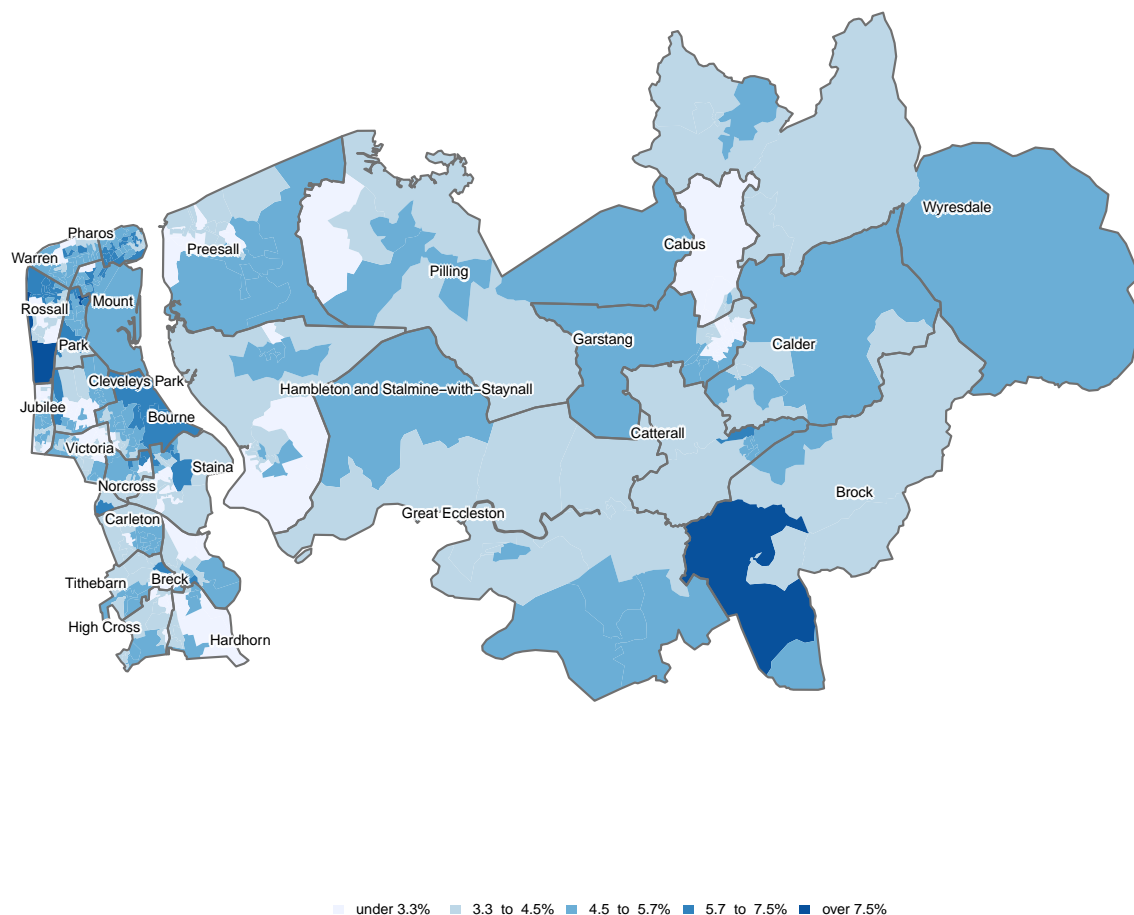 Wyresdale
Pharos
Cabus
Preesall
Warren
Pilling
Mount
Rossall
Garstang
Calder
Park
Cleveleys Park
Hambleton and Stalmine−with−Staynall
Jubilee
Bourne
Catterall
Victoria
Staina
Norcross
Brock
Great Eccleston
Carleton
Tithebarn
Breck
High Cross
Hardhorn
under 3.3% 3.3 to 4.5% 4.5 to 5.7% 5.7 to 7.5% over 7.5%